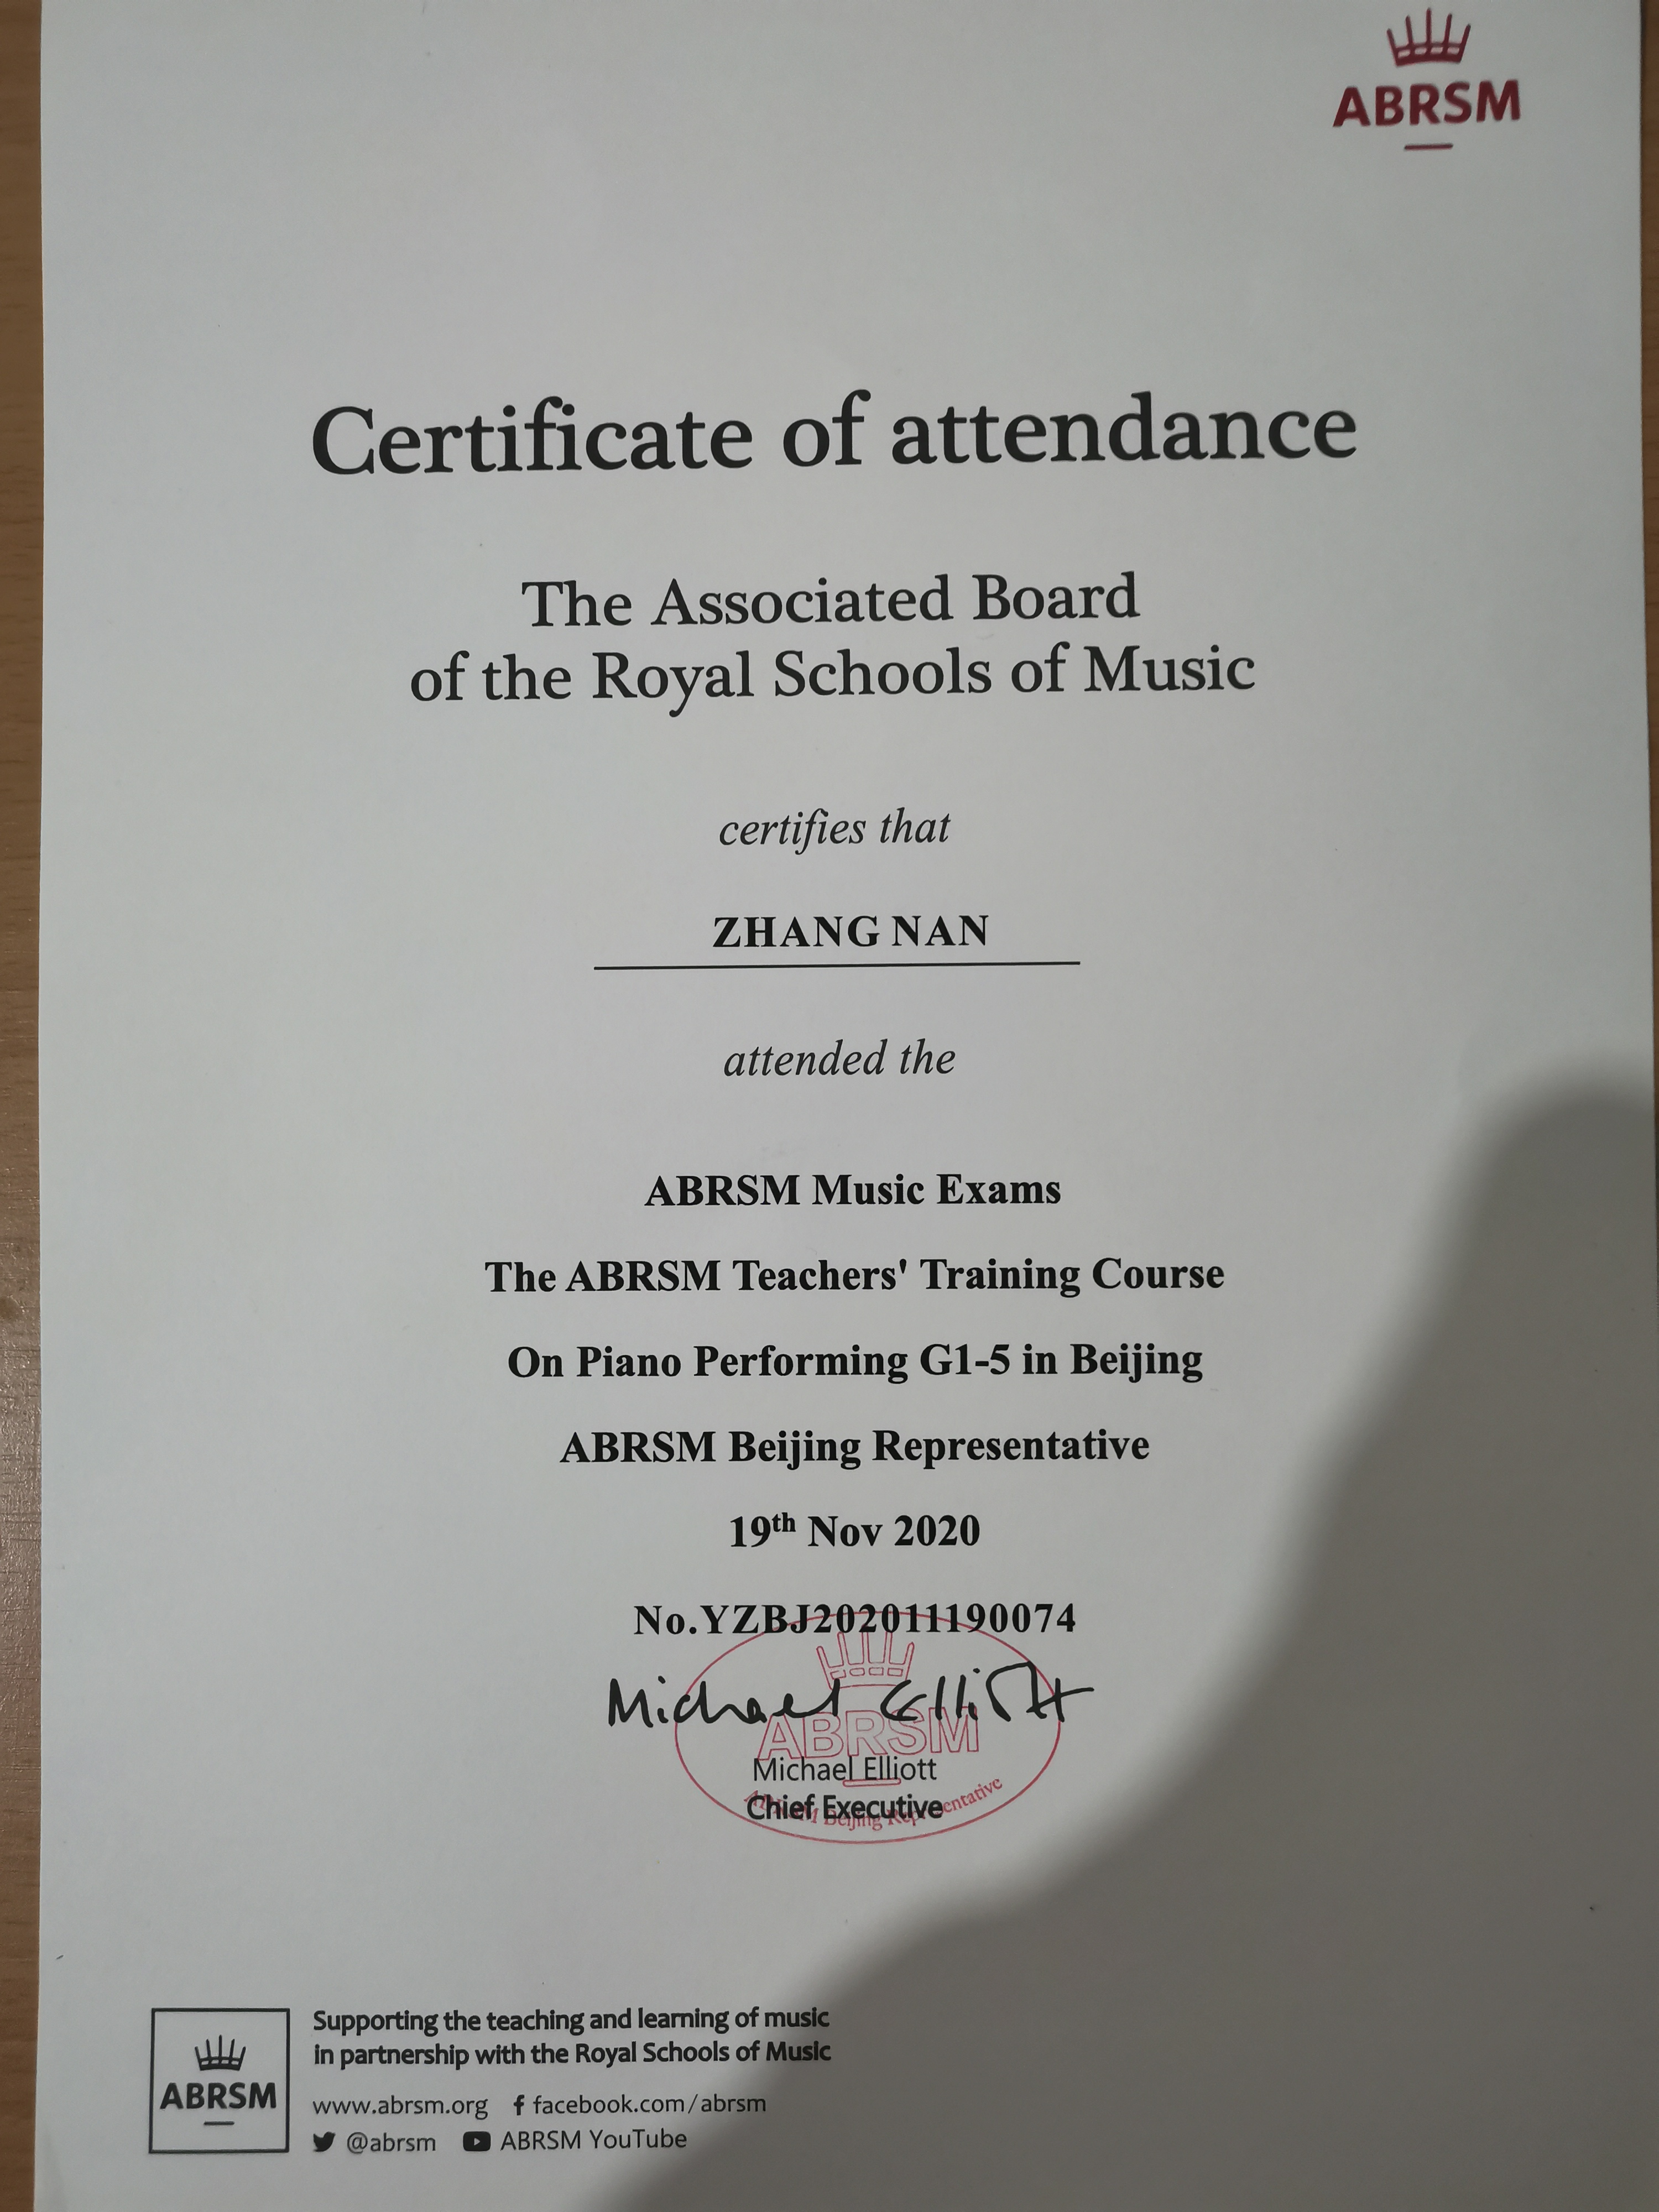 ABRSM
Certificate of attendance
The Associated Board
of the Royal Schools of Music
certifies that
ZHANG NAN
attended the
ABRSM Music Exams
The ABRSM Teachers' Training Course
On Piano Performing G1-5 in Beijing
ABRSM Beijing Representative
19th Nov 2020
No.YZBJ202011190074
Michael Elliott
ABRSM
Michael Elliott
Chief Executive
ABRSM Beijing Representative
ABRSM
Supporting the teaching and learning of music
in partnership with the Royal Schools of Music
www.abrsm.org facebook.com/abrsm
@abrsm ABRSM YouTube